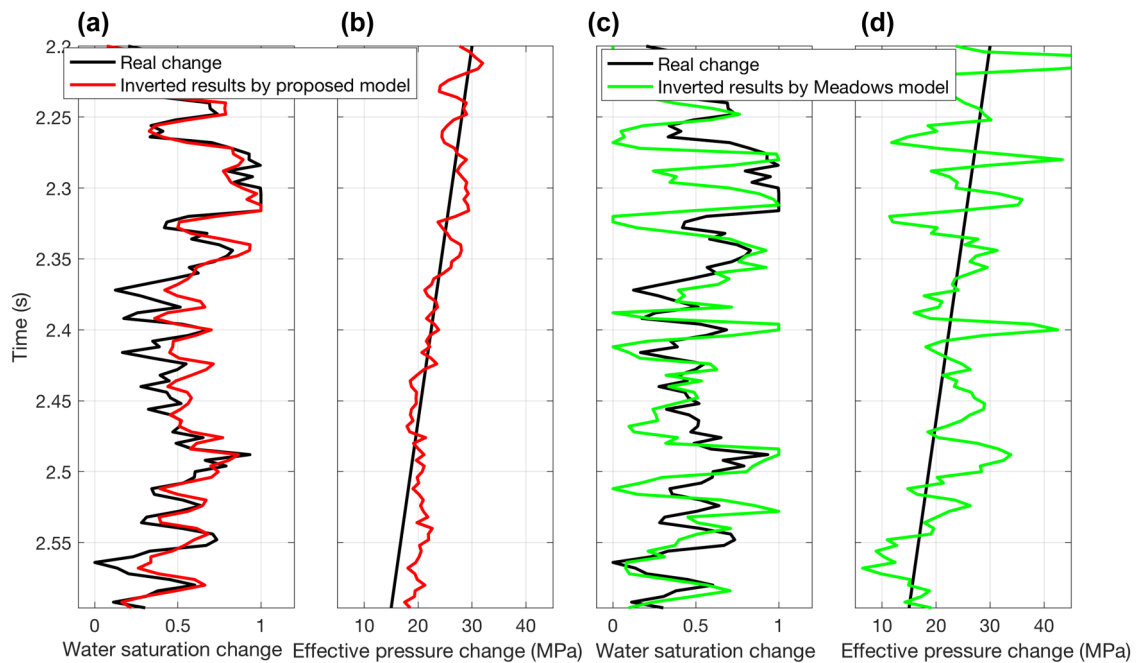 (a) (b) (c) (d)
Real change
Inverted results by proposed model
Real change
Inverted results by Meadows model
Time (s)
2.2
2.25
2.3
2.35
2.4
2.45
2.5
2.55
0 0.5 1
10 20 30 40
0 0.5 1
10 20 30 40
Water saturation change
Effective pressure change (MPa)
Water saturation change
Effective pressure change (MPa)